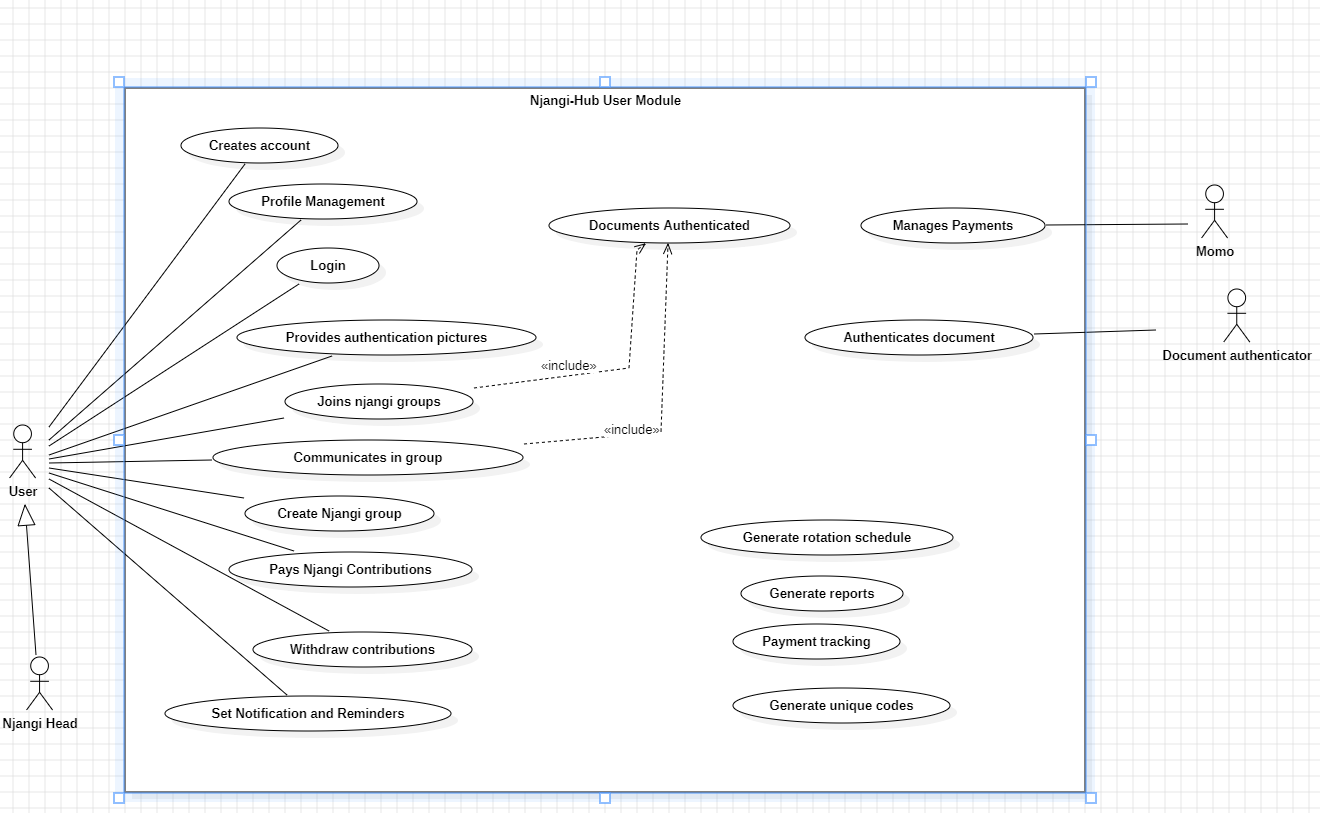 Njangi-Hub User Module
Creates account
Profile Management
Login
Documents Authenticated
Manages Payments
Momo
Provides authentication pictures
Authenticates document
Document authenticator
«include»
Joins njangi groups
«include»
Communicates in group
User
Create Njangi group
Generate rotation schedule
Pays Njangi Contributions
Generate reports
Payment tracking
Withdraw contributions
Generate unique codes
Set Notification and Reminders
Njangi Head